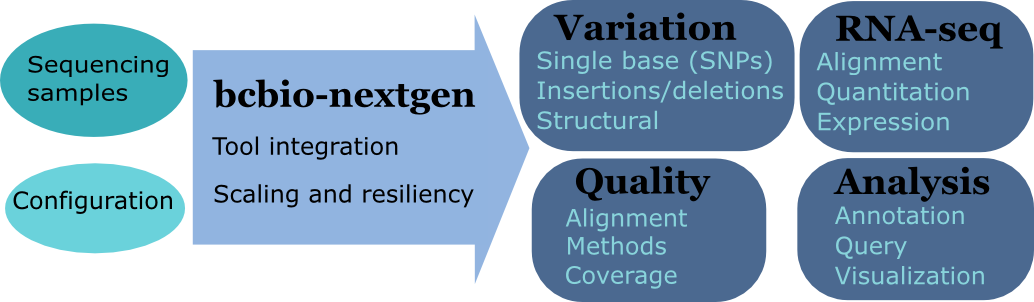 Sequencing
samples
Configuration
bcbio-nextgen
Tool integration
Scaling and resiliency
Variation
Single base (SNPs)
Insertions/deletions
Structural
RNA-seq
Alignment
Quantitation
Expression
Quality
Alignment
Methods
Coverage
Analysis
Annotation
Query
Visualization